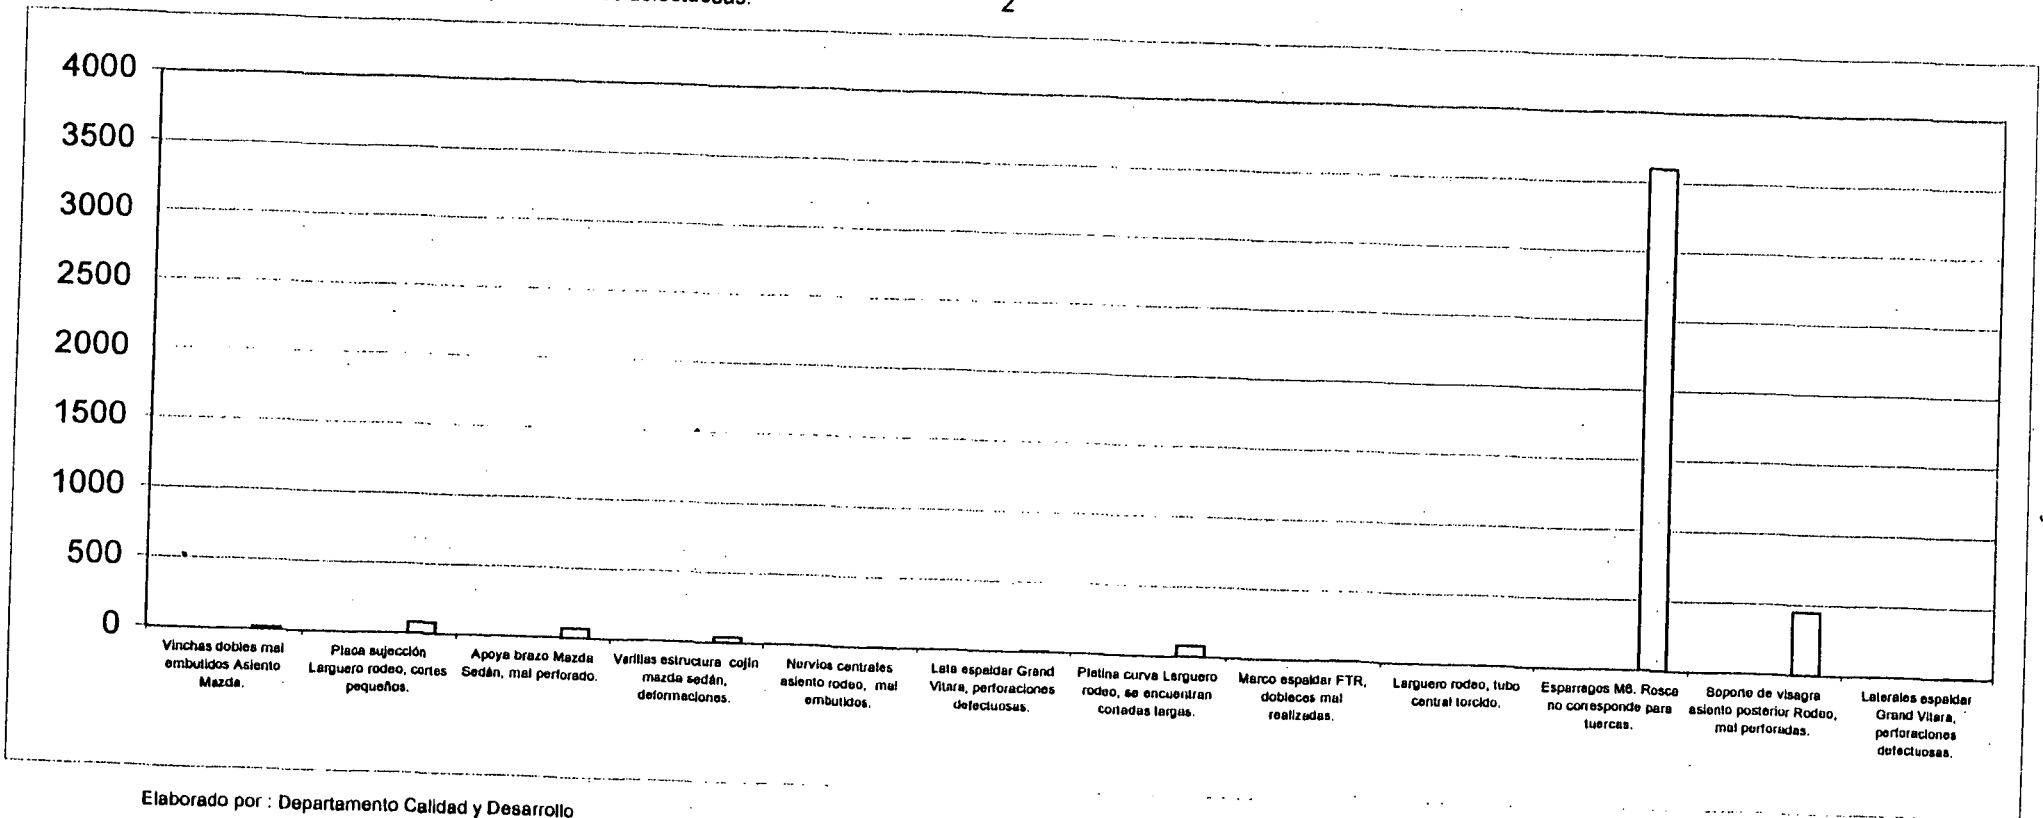 defectuosas.
2
4000
3500
3000
2500
2000
1500
1000
500
0
Vinchas dobles mal
embutidos Asiento
Mazda.
Placa sujección
Larguero rodeo, cortes
pequeños.
Apoya brazo Mazda
Sedán, mal perforado.
Varillas estructura cojin
mazda sedán,
deformaciones.
Nervios centrales
asiento rodeo, mal
embutidos.
Lata espaldar Grand
Vitara, perforaciones
defectuosas.
Platina curva Larguero
rodeo, se encuentran
cortadas largas.
Marco espaldar FTR,
dobleces mal
realizadas.
Larguero rodeo, tubo
central torcido.
Esparragos M6. Rosca
no corresponde para
tuercas.
Soporte de visagra
asiento posterior Rodeo,
mal perforadas.
Laterales espaldar
Grand Vitara,
perforaciones
defectuosas.
Elaborado por : Departamento Calidad y Desarrollo